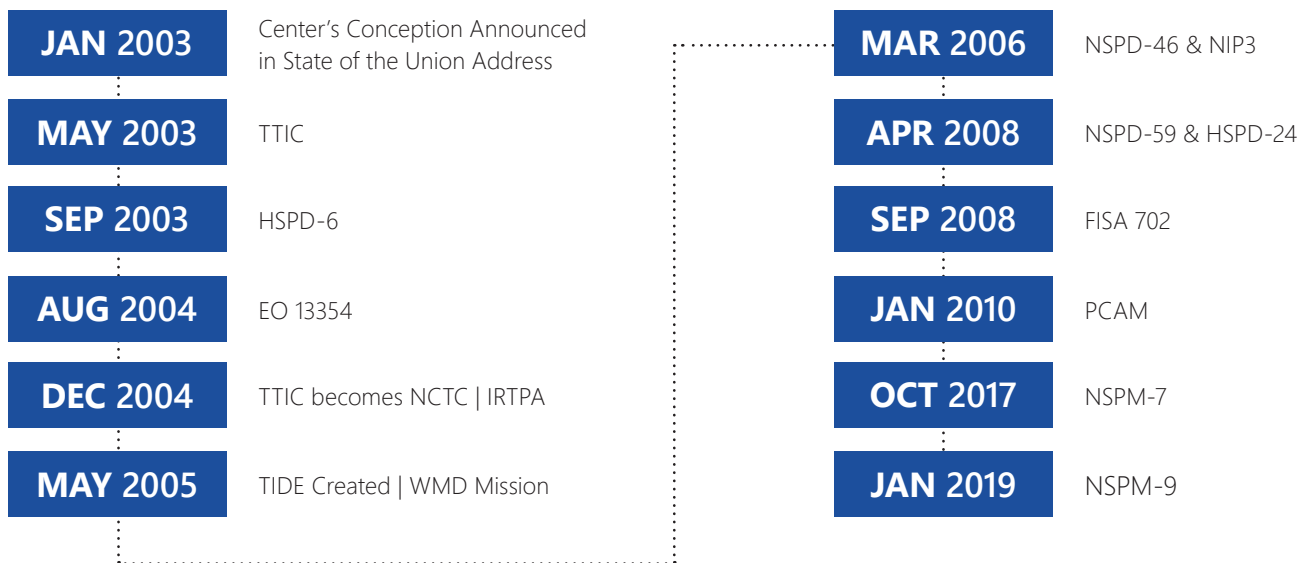 JAN 2003
Center's Conception Announced
in State of the Union Address
MAY 2003
TTIC
SEP 2003
HSPD-6
AUG 2004
EO 13354
DEC 2004
TTIC becomes NCTC | IRTPA
MAY 2005
TIDE Created | WMD Mission
MAR 2006
NSPD-46 & NIP3
APR 2008
NSPD-59 & HSPD-24
SEP 2008
FISA 702
JAN 2010
PCAM
OCT 2017
NSPM-7
JAN 2019
NSPM-9